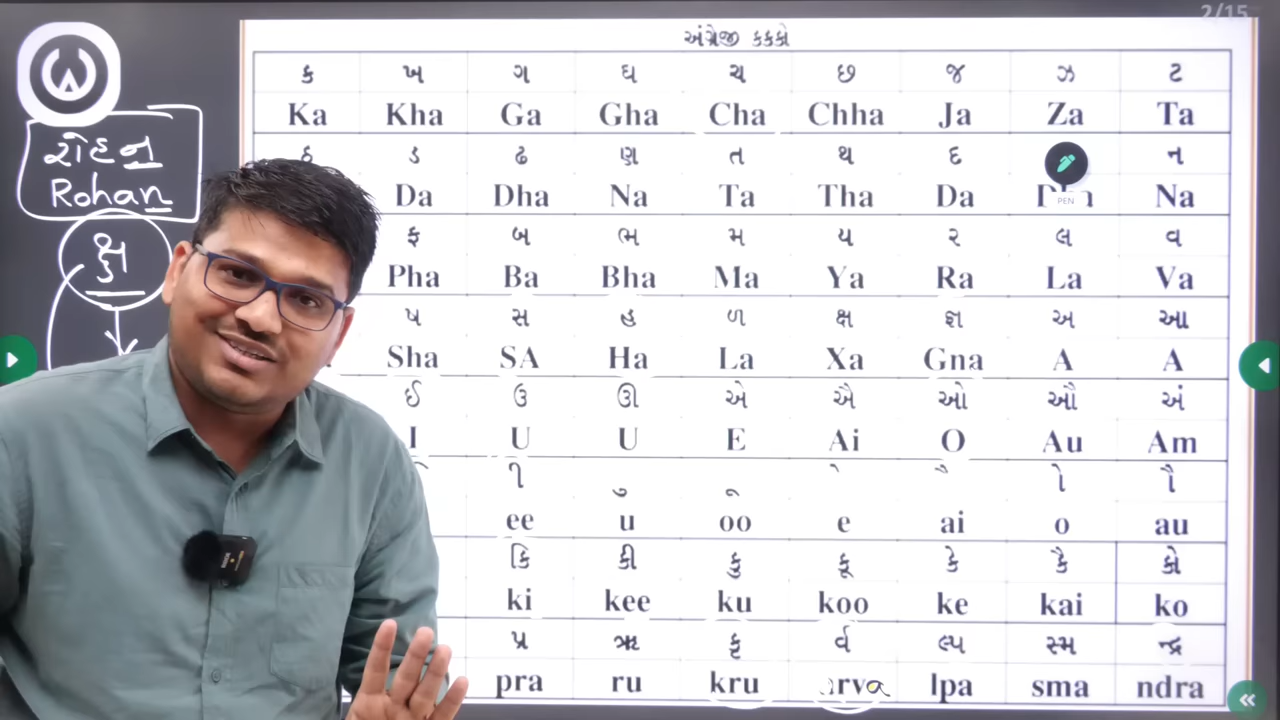 2/15
અંગ્રેજી કક્કો
ક ખ ગ ઘ ચ છ જ ઝ ટ
Ka Kha Ga Gha Cha Chha Ja Za Ta
રોહન
Rohan
ઠ ડ ઢ ણ ત થ દ ન
Da Dha Na Ta Tha Da Na
PEN
ક્ષ
ફ બ ભ મ ય ર લ વ
Pha Ba Bha Ma Ya Ra La Va
ષ સ હ ળ ક્ષ જ્ઞ અ આ
Sha SA Ha La Xa Gna A A
ઈ ઉ ઊ એ ઐ ઓ ઔ અં
I U U E Ai O Au Am
ી ુ ૂ ે ૈ ો ૌ
ee u oo e ai o au
કિ કી કુ કૂ કે કૈ કો
ki kee ku koo ke kai ko
પ્ર ઋ કૃ ર્વ લ્પ સ્મ ન્દ્ર
pra ru kru rva lpa sma ndra